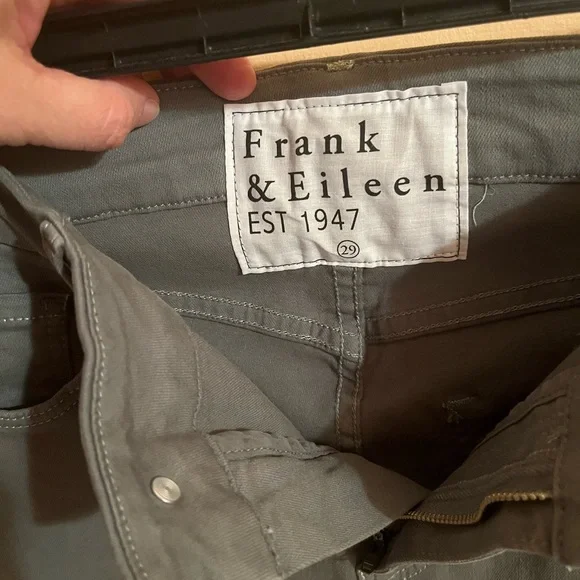 Frank
& Eileen
EST 1947
29